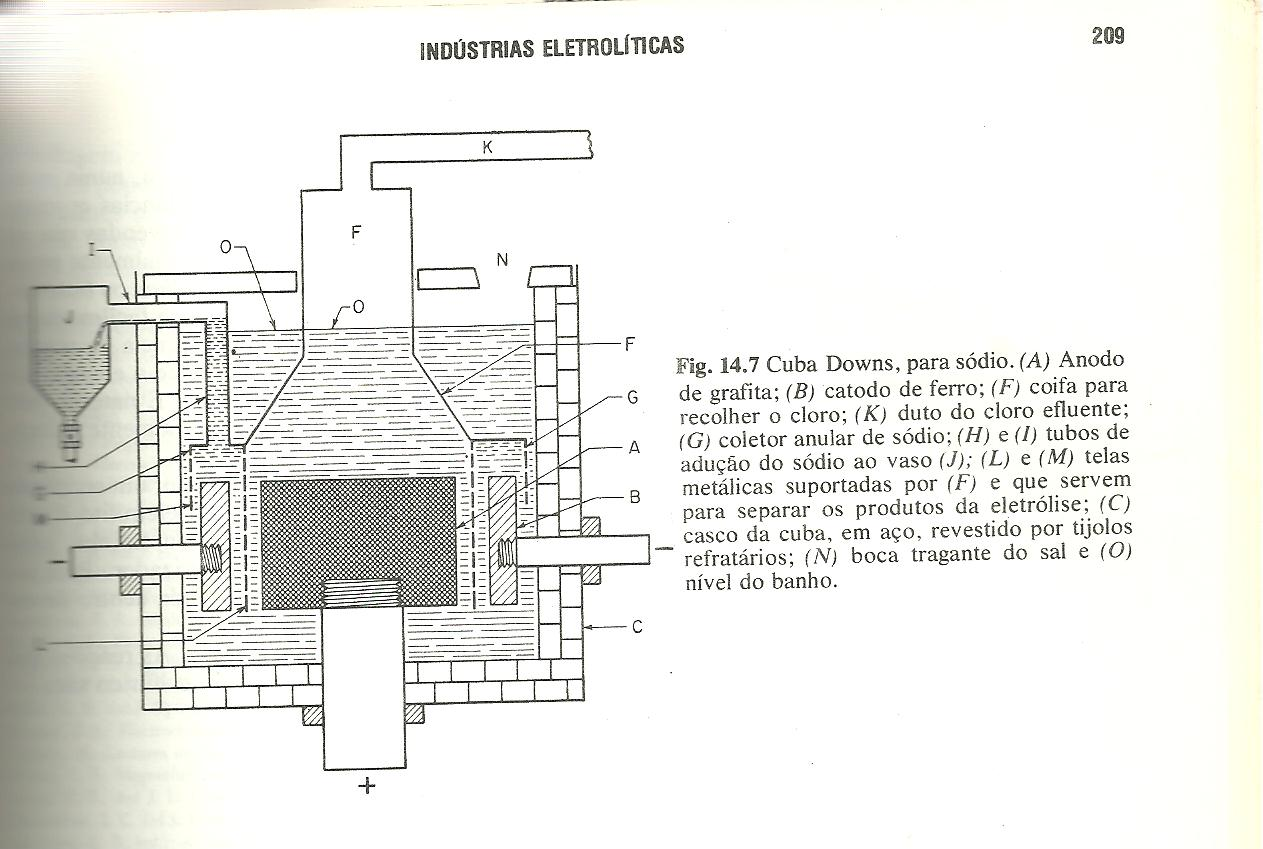 INDÚSTRIAS ELETROLÍTICAS
209
K
F
N
I
O
O
J
F
G
A
B
C
−
−
+
Fig. 14.7 Cuba Downs, para sódio. (A) Anodo
de grafita; (B) catodo de ferro; (F) coifa para
recolher o cloro; (K) duto do cloro efluente;
(G) coletor anular de sódio; (H) e (I) tubos de
adução do sódio ao vaso (J); (L) e (M) telas
metálicas suportadas por (F) e que servem
para separar os produtos da eletrólise; (C)
casco da cuba, em aço, revestido por tijolos
refratários; (N) boca tragante do sal e (O)
nível do banho.